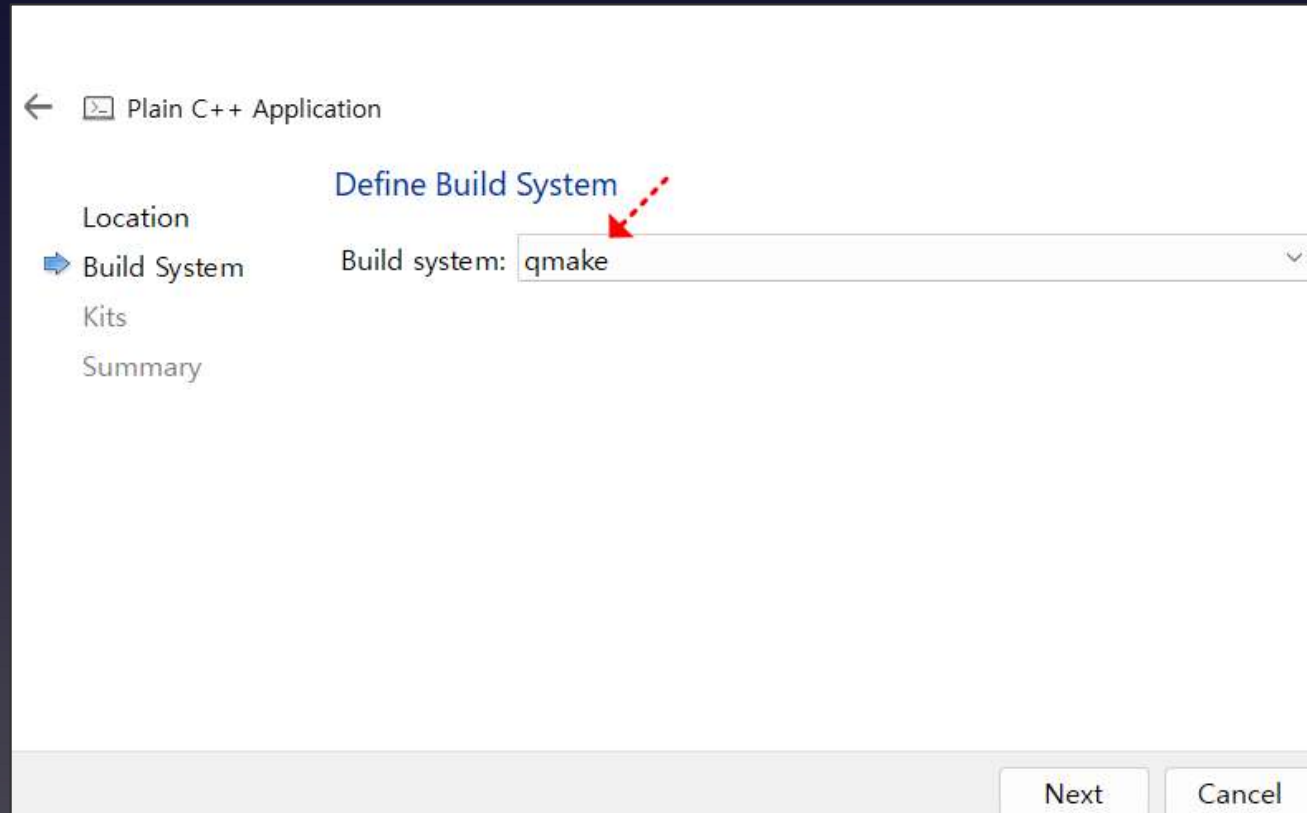 Plain C++ Application
Define Build System
Location
Build System
Kits
Summary
Build system: qmake
Next
Cancel